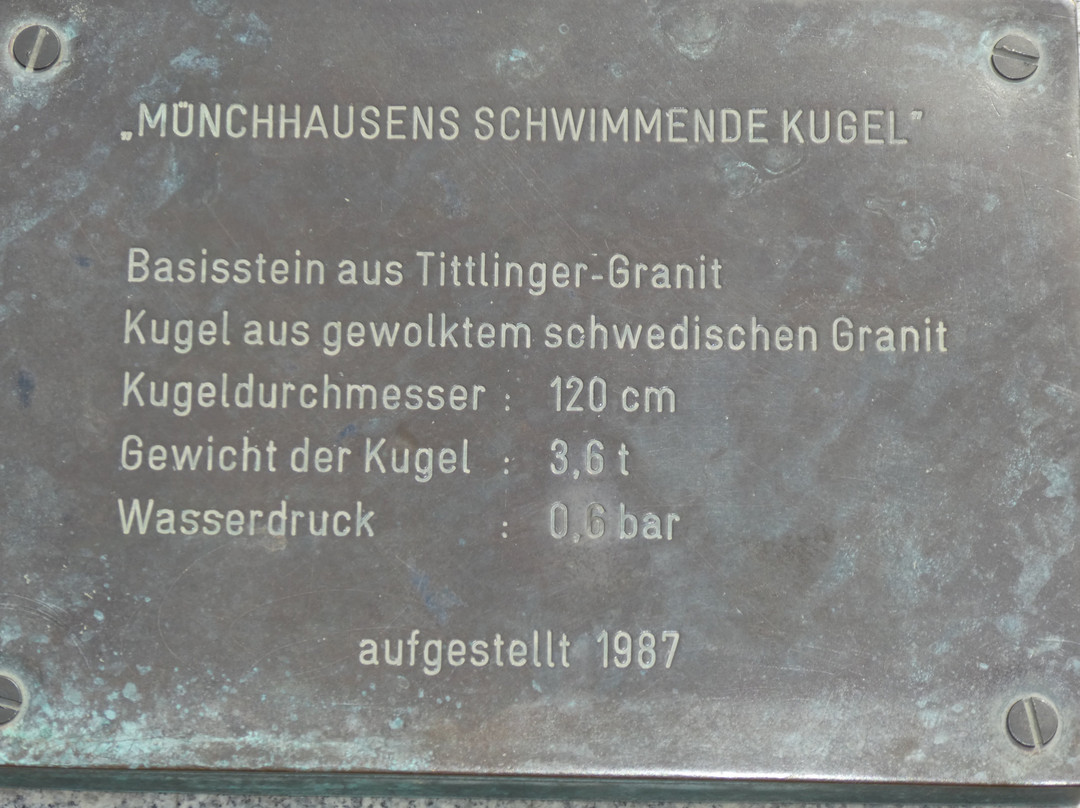 „MÜNCHHAUSENS SCHWIMMENDE KUGEL”
Basisstein aus Tittlinger-Granit
Kugel aus gewolktem schwedischen Granit
Kugeldurchmesser : 120 cm
Gewicht der Kugel : 3,6 t
Wasserdruck : 0,6 bar
aufgestellt 1987